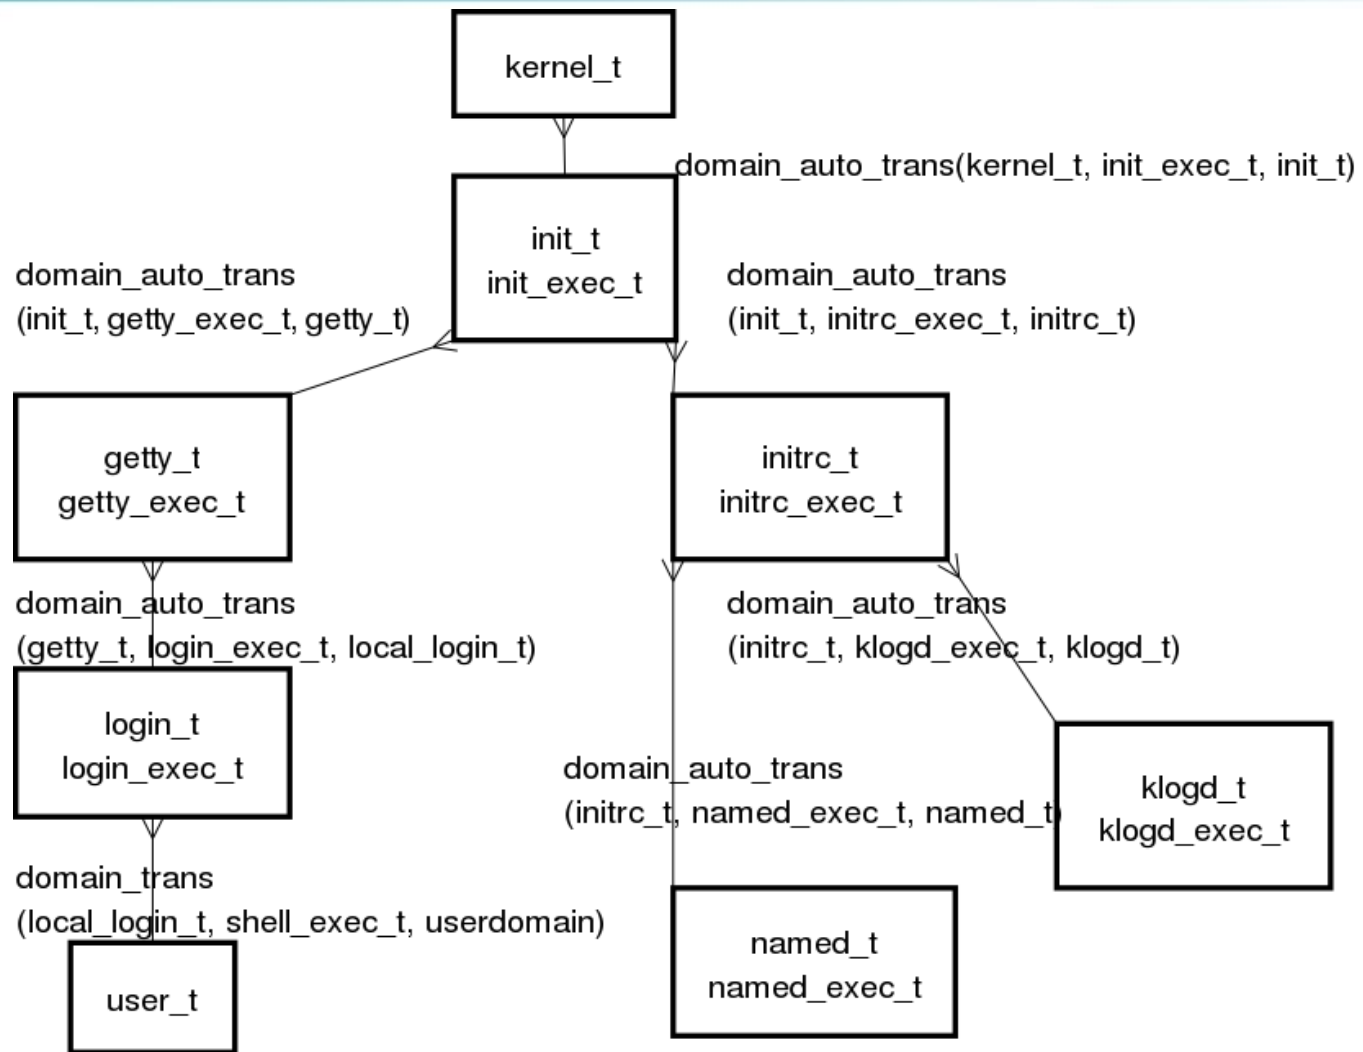 kernel_t
domain_auto_trans(kernel_t, init_exec_t, init_t)
init_t
init_exec_t
domain_auto_trans
(init_t, getty_exec_t, getty_t)
domain_auto_trans
(init_t, initrc_exec_t, initrc_t)
getty_t
getty_exec_t
initrc_t
initrc_exec_t
domain_auto_trans
(getty_t, login_exec_t, local_login_t)
domain_auto_trans
(initrc_t, klogd_exec_t, klogd_t)
login_t
login_exec_t
domain_auto_trans
(initrc_t, named_exec_t, named_t)
klogd_t
klogd_exec_t
domain_trans
(local_login_t, shell_exec_t, userdomain)
named_t
named_exec_t
user_t